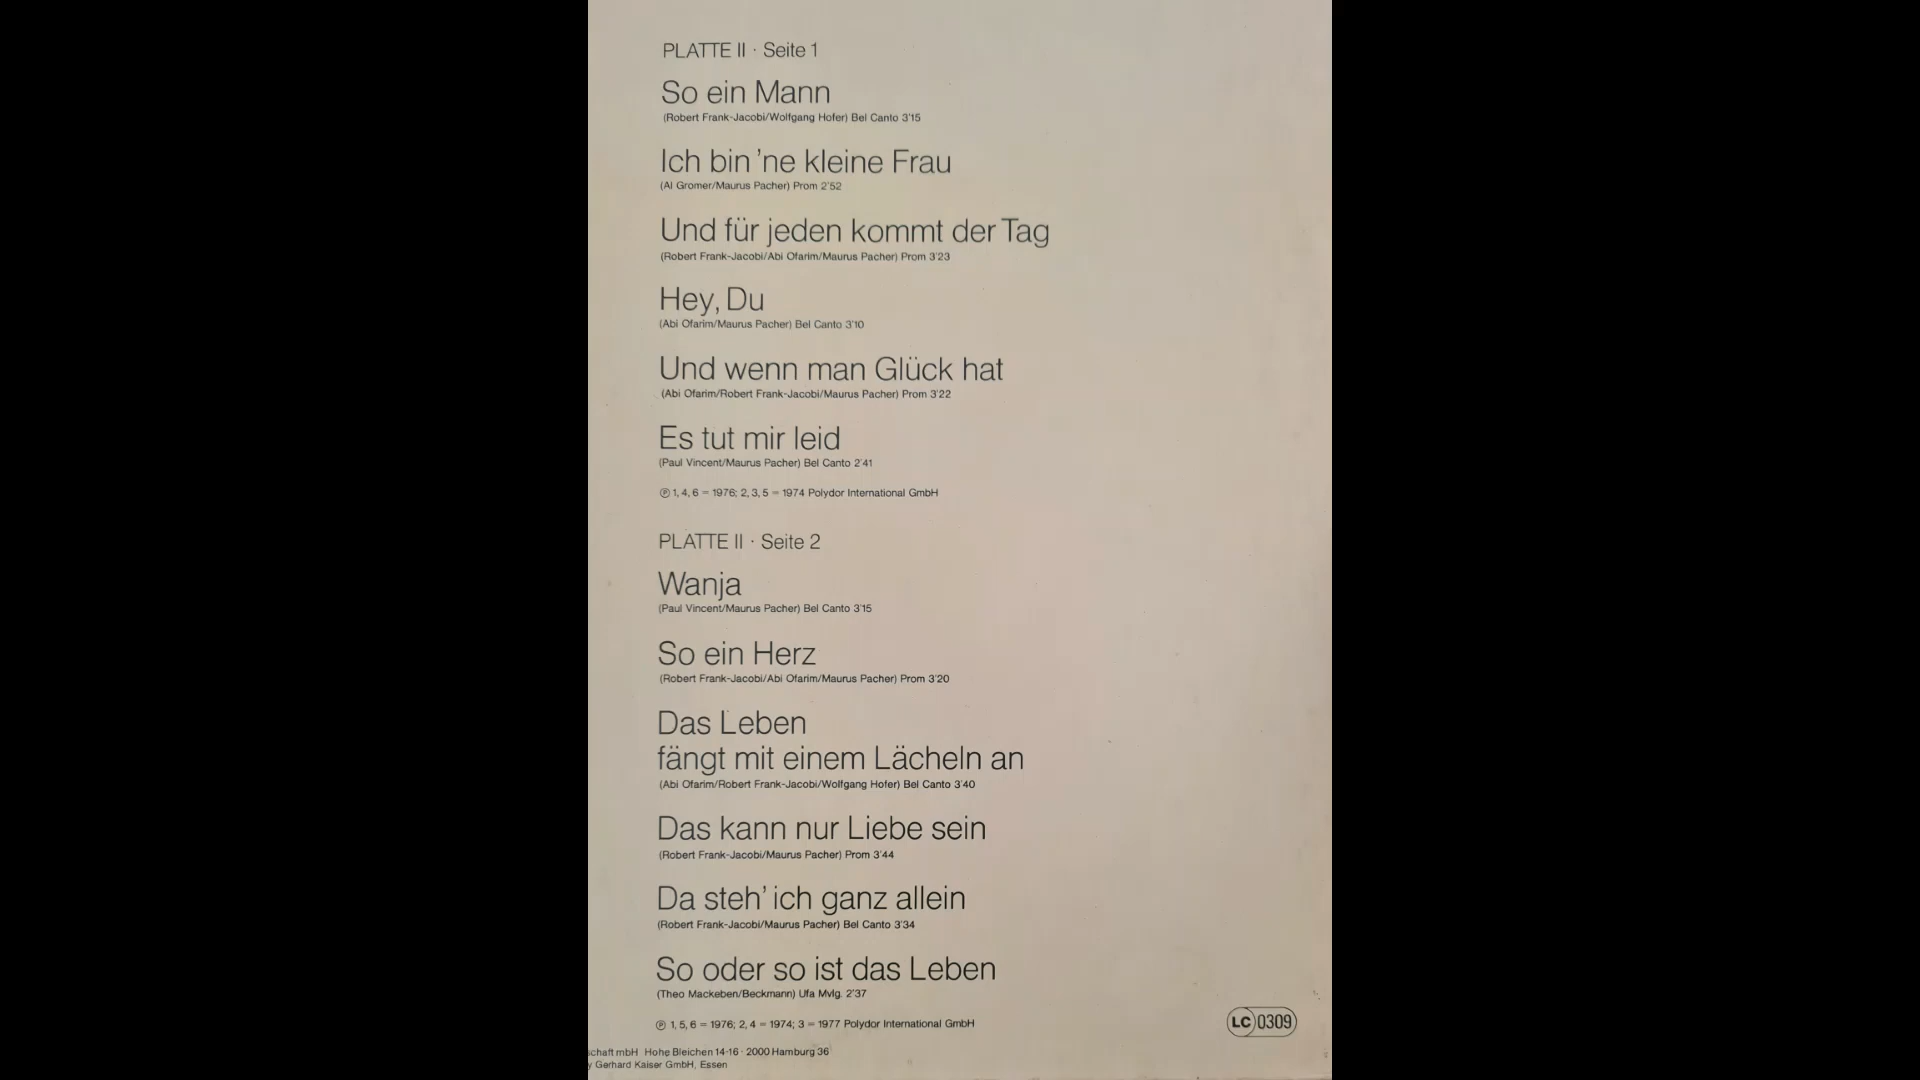 PLATTE II · Seite 1
So ein Mann
(Robert Frank-Jacobi/Wolfgang Hofer) Bel Canto 3'15
Ich bin 'ne kleine Frau
(Al Gromer/Maurus Pacher) Prom 2'52
Und für jeden kommt der Tag
(Robert Frank-Jacobi/Abi Ofarim/Maurus Pacher) Prom 3'23
Hey, Du
(Abi Ofarim/Maurus Pacher) Bel Canto 3'10
Und wenn man Glück hat
(Abi Ofarim/Robert Frank-Jacobi/Maurus Pacher) Prom 3'22
Es tut mir leid
(Paul Vincent/Maurus Pacher) Bel Canto 2'41
℗ 1, 4, 6 = 1976; 2, 3, 5 = 1974 Polydor International GmbH
PLATTE II · Seite 2
Wanja
(Paul Vincent/Maurus Pacher) Bel Canto 3'15
So ein Herz
(Robert Frank-Jacobi/Abi Ofarim/Maurus Pacher) Prom 3'20
Das Leben
fängt mit einem Lächeln an
(Abi Ofarim/Robert Frank-Jacobi/Wolfgang Hofer) Bel Canto 3'40
Das kann nur Liebe sein
(Robert Frank-Jacobi/Maurus Pacher) Prom 3'44
Da steh' ich ganz allein
(Robert Frank-Jacobi/Maurus Pacher) Bel Canto 3'34
So oder so ist das Leben
(Theo Mackeben/Beckmann) Ufa Mvlg. 2'37
℗ 1, 5, 6 = 1976; 2, 4 = 1974; 3 = 1977 Polydor International GmbH
LC 0309
schaft mbH Hohe Bleichen 14-16 · 2000 Hamburg 36
y Gerhard Kaiser GmbH, Essen